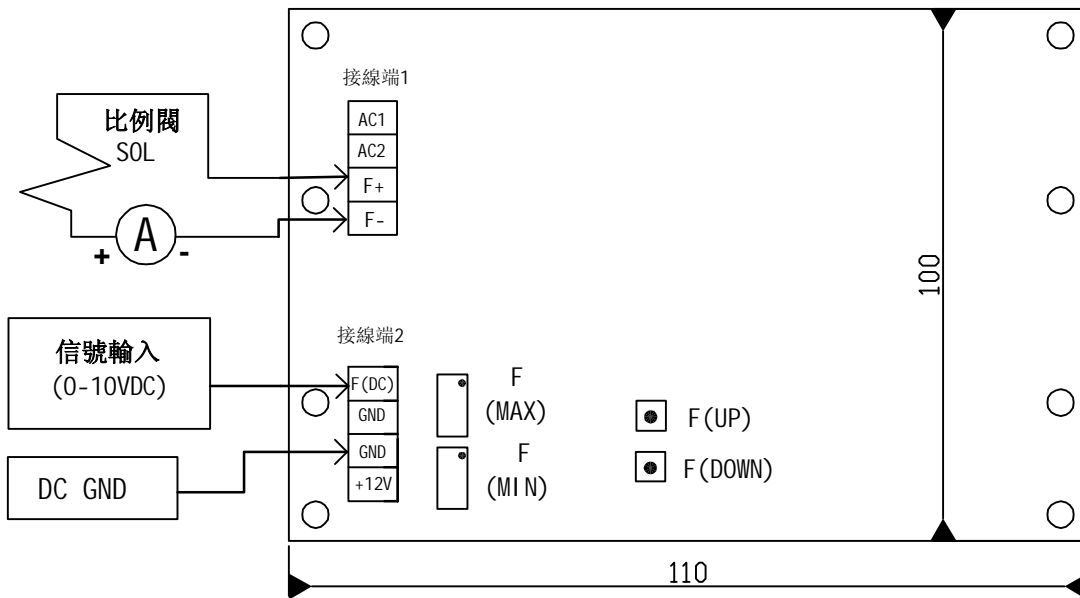 接線端1
AC1
AC2
F+
F-
比例閥
SOL
A
+
-
信號輸入
(0-10VDC)
DC GND
接線端2
F(DC)
GND
GND
+12V
F
(MAX)
F
(MIN)
F(UP)
F(DOWN)
100
110